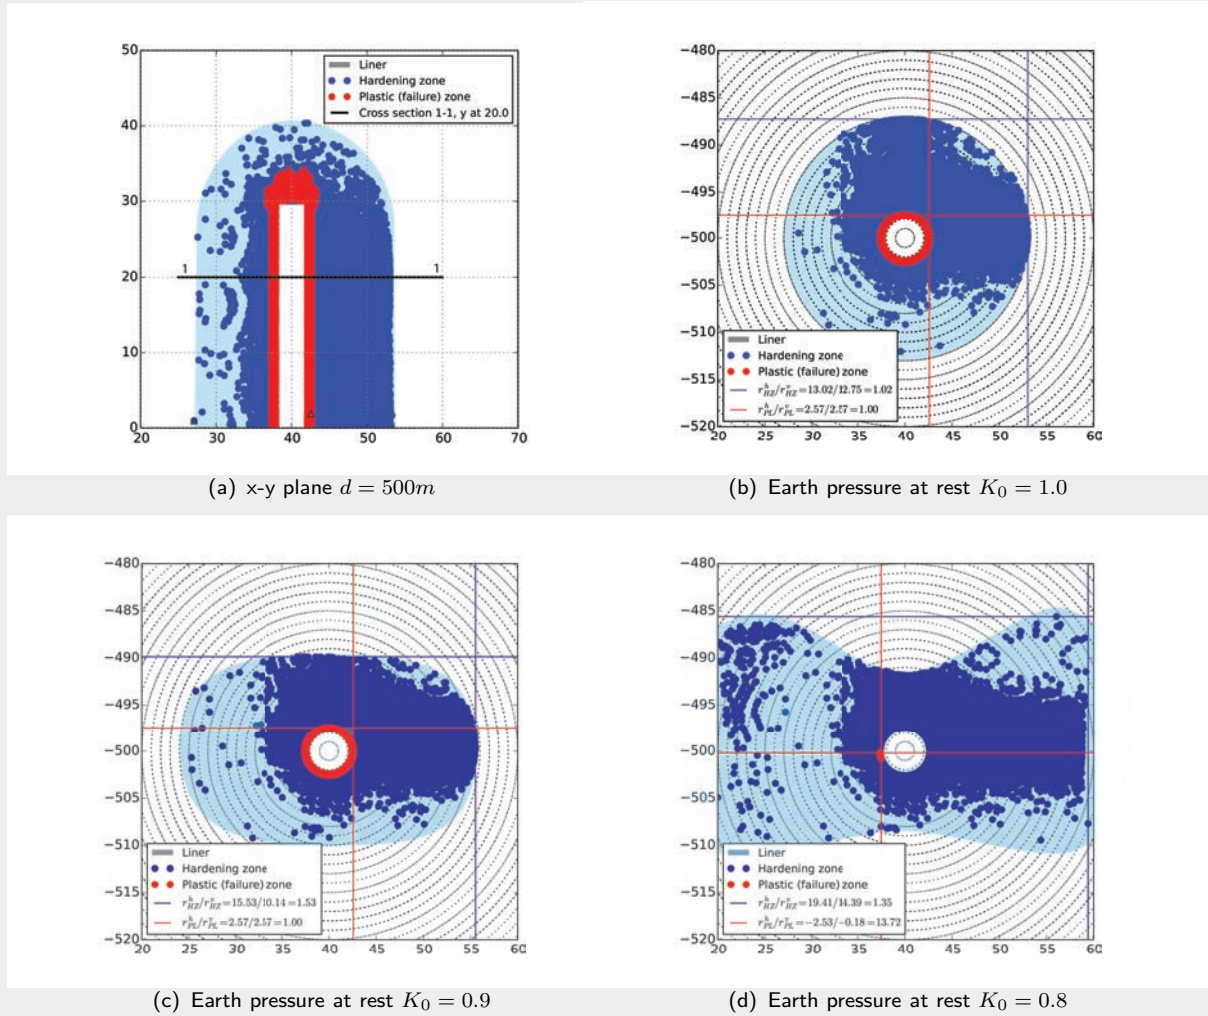 50
40
30
20
10
0
20
30
40
50
60
70
Liner
Hardening zone
Plastic (failure) zone
Cross section 1-1, y at 20.0
1
1
(a) x-y plane d = 500m
−480
−485
−490
−495
−500
−505
−510
−515
−520
20
25
30
35
40
45
50
55
60
Liner
Hardening zone
Plastic (failure) zone
r^h_HZ/r^v_HZ=13.02/12.75=1.02
r^h_PL/r^v_PL=2.57/2.57=1.00
(b) Earth pressure at rest K₀ = 1.0
−480
−485
−490
−495
−500
−505
−510
−515
−520
20
25
30
35
40
45
50
55
60
Liner
Hardening zone
Plastic (failure) zone
r^h_HZ/r^v_HZ=15.53/10.14=1.53
r^h_PL/r^v_PL=2.57/2.57=1.00
(c) Earth pressure at rest K₀ = 0.9
−480
−485
−490
−495
−500
−505
−510
−515
−520
20
25
30
35
40
45
50
55
60
Liner
Hardening zone
Plastic (failure) zone
r^h_HZ/r^v_HZ=19.41/14.39=1.35
r^h_PL/r^v_PL=−2.53/−0.18=13.72
(d) Earth pressure at rest K₀ = 0.8